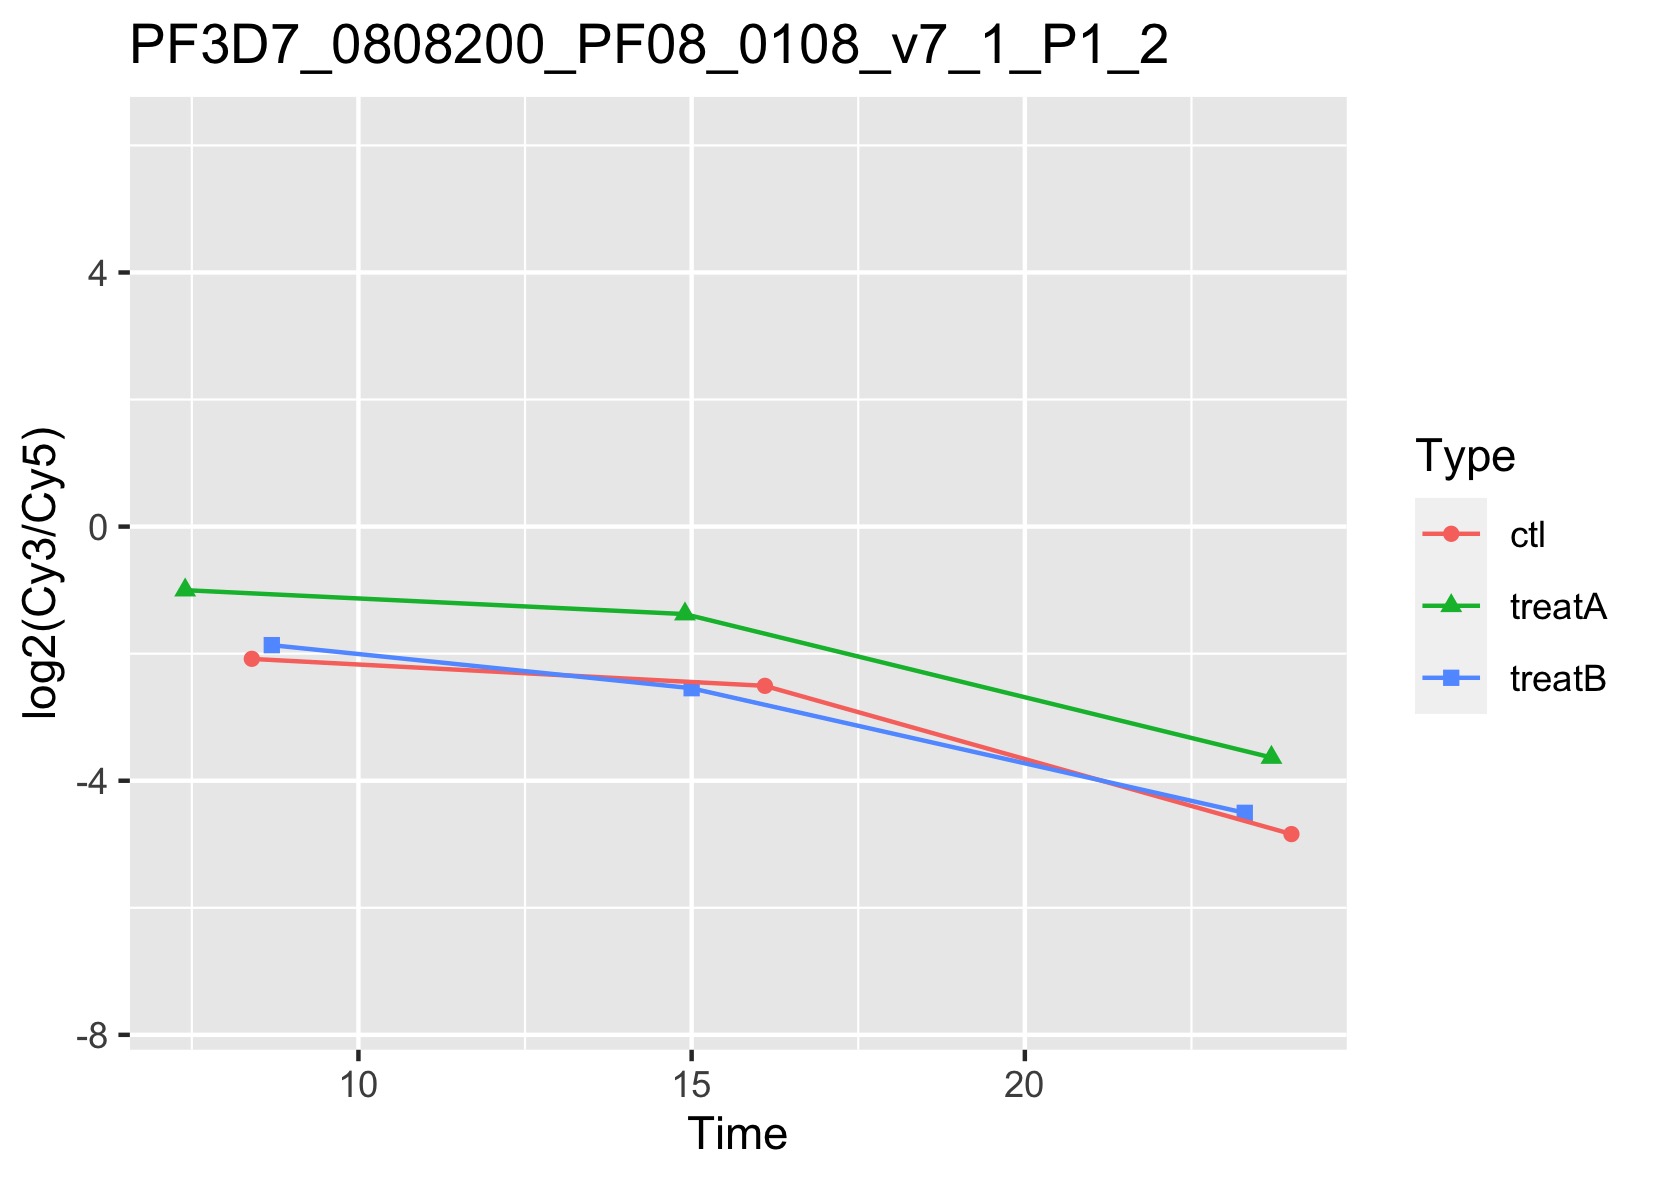 PF3D7_0808200_PF08_0108_v7_1_P1_2
log2(Cy3/Cy5)
4
0
-4
-8
10 15 20
Time
Type
ctl
treatA
treatB